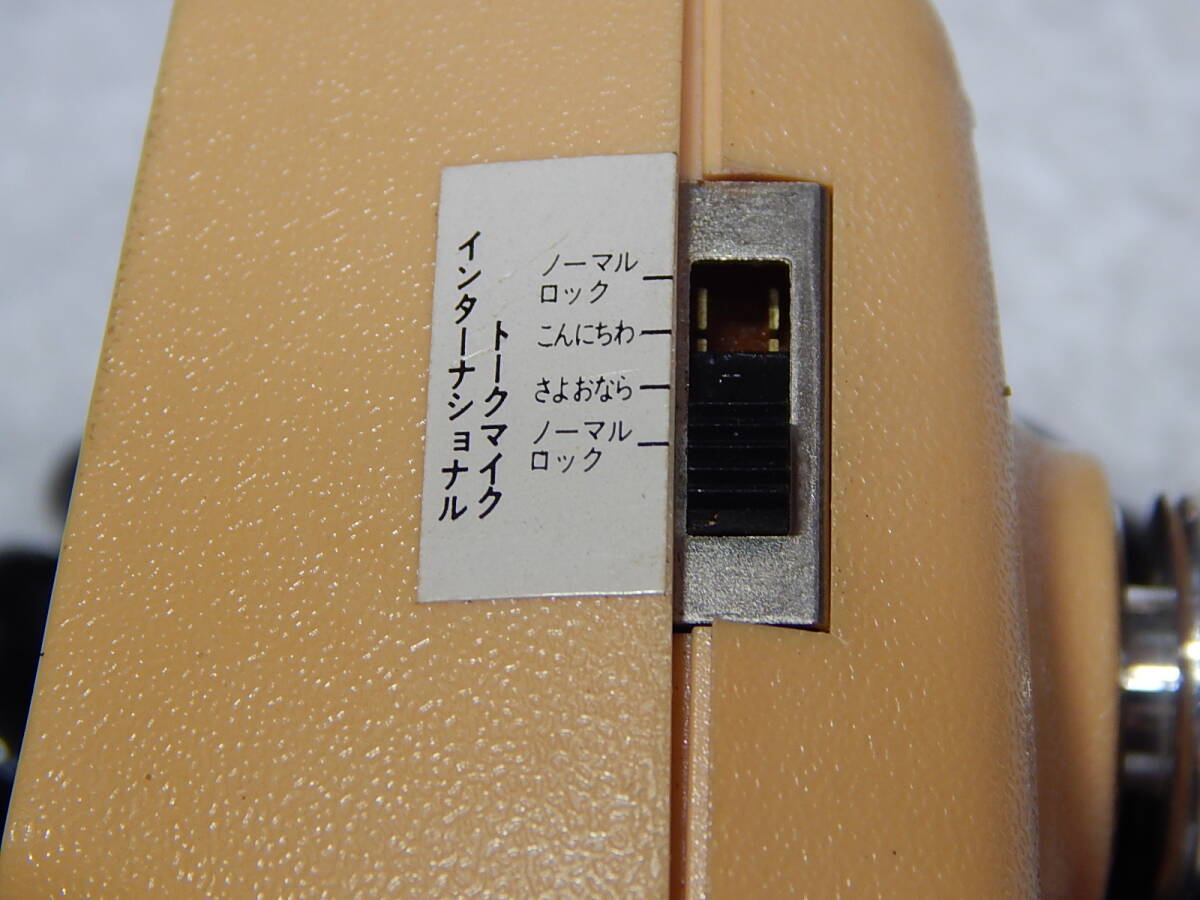 インターナショナル
トークマイク
ノーマル
ロック
こんにちわ
さよおなら
ノーマル
ロック